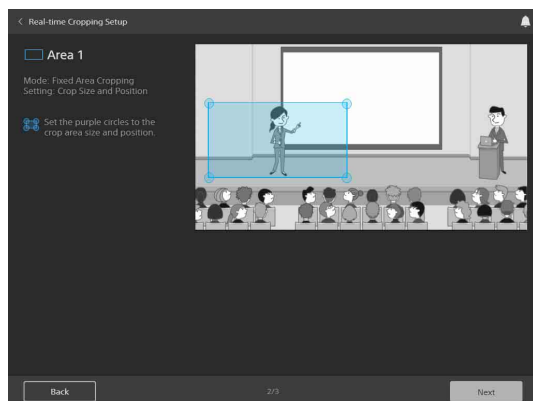 Real-time Cropping Setup
Area 1
Mode: Fixed Area Cropping
Setting: Crop Size and Position
Set the purple circles to the
crop area size and position.
Back
2/3
Next